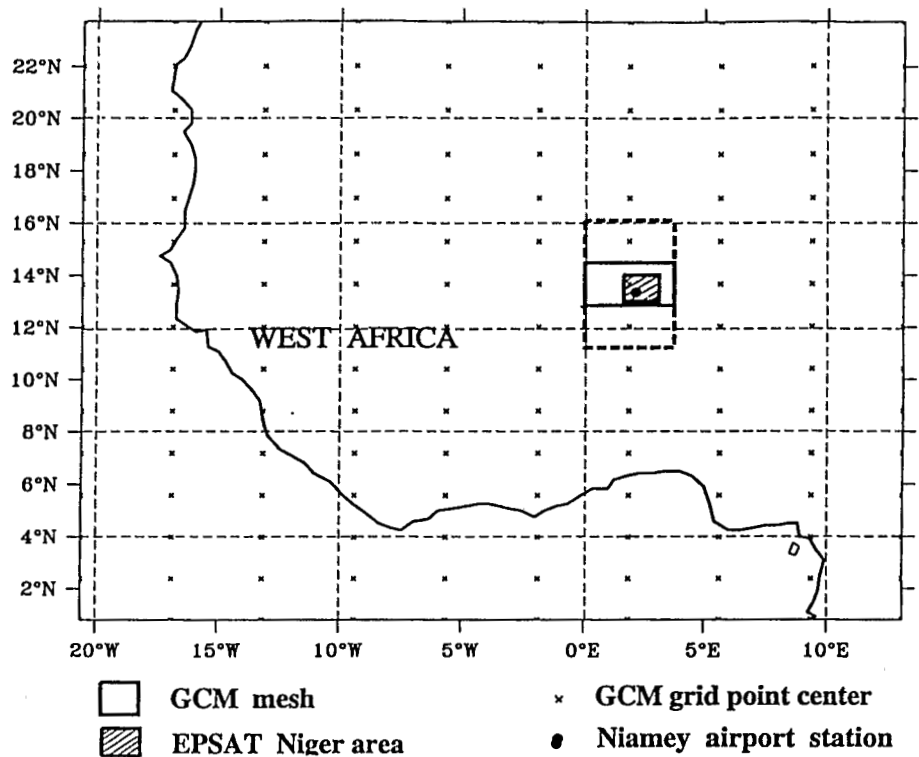 22°N
20°N
18°N
16°N
14°N
12°N
WEST AFRICA
10°N
8°N
6°N
4°N
2°N
20°W 15°W 10°W 5°W 0°E 5°E 10°E
GCM mesh
GCM grid point center
EPSAT Niger area
Niamey airport station